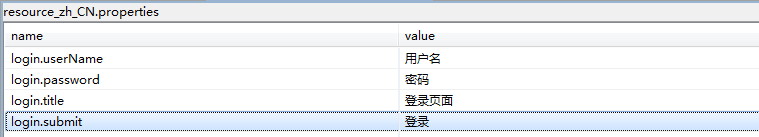 resource_zh_CN.properties
name value
login.userName 用户名
login.password 密码
login.title 登录页面
login.submit 登录